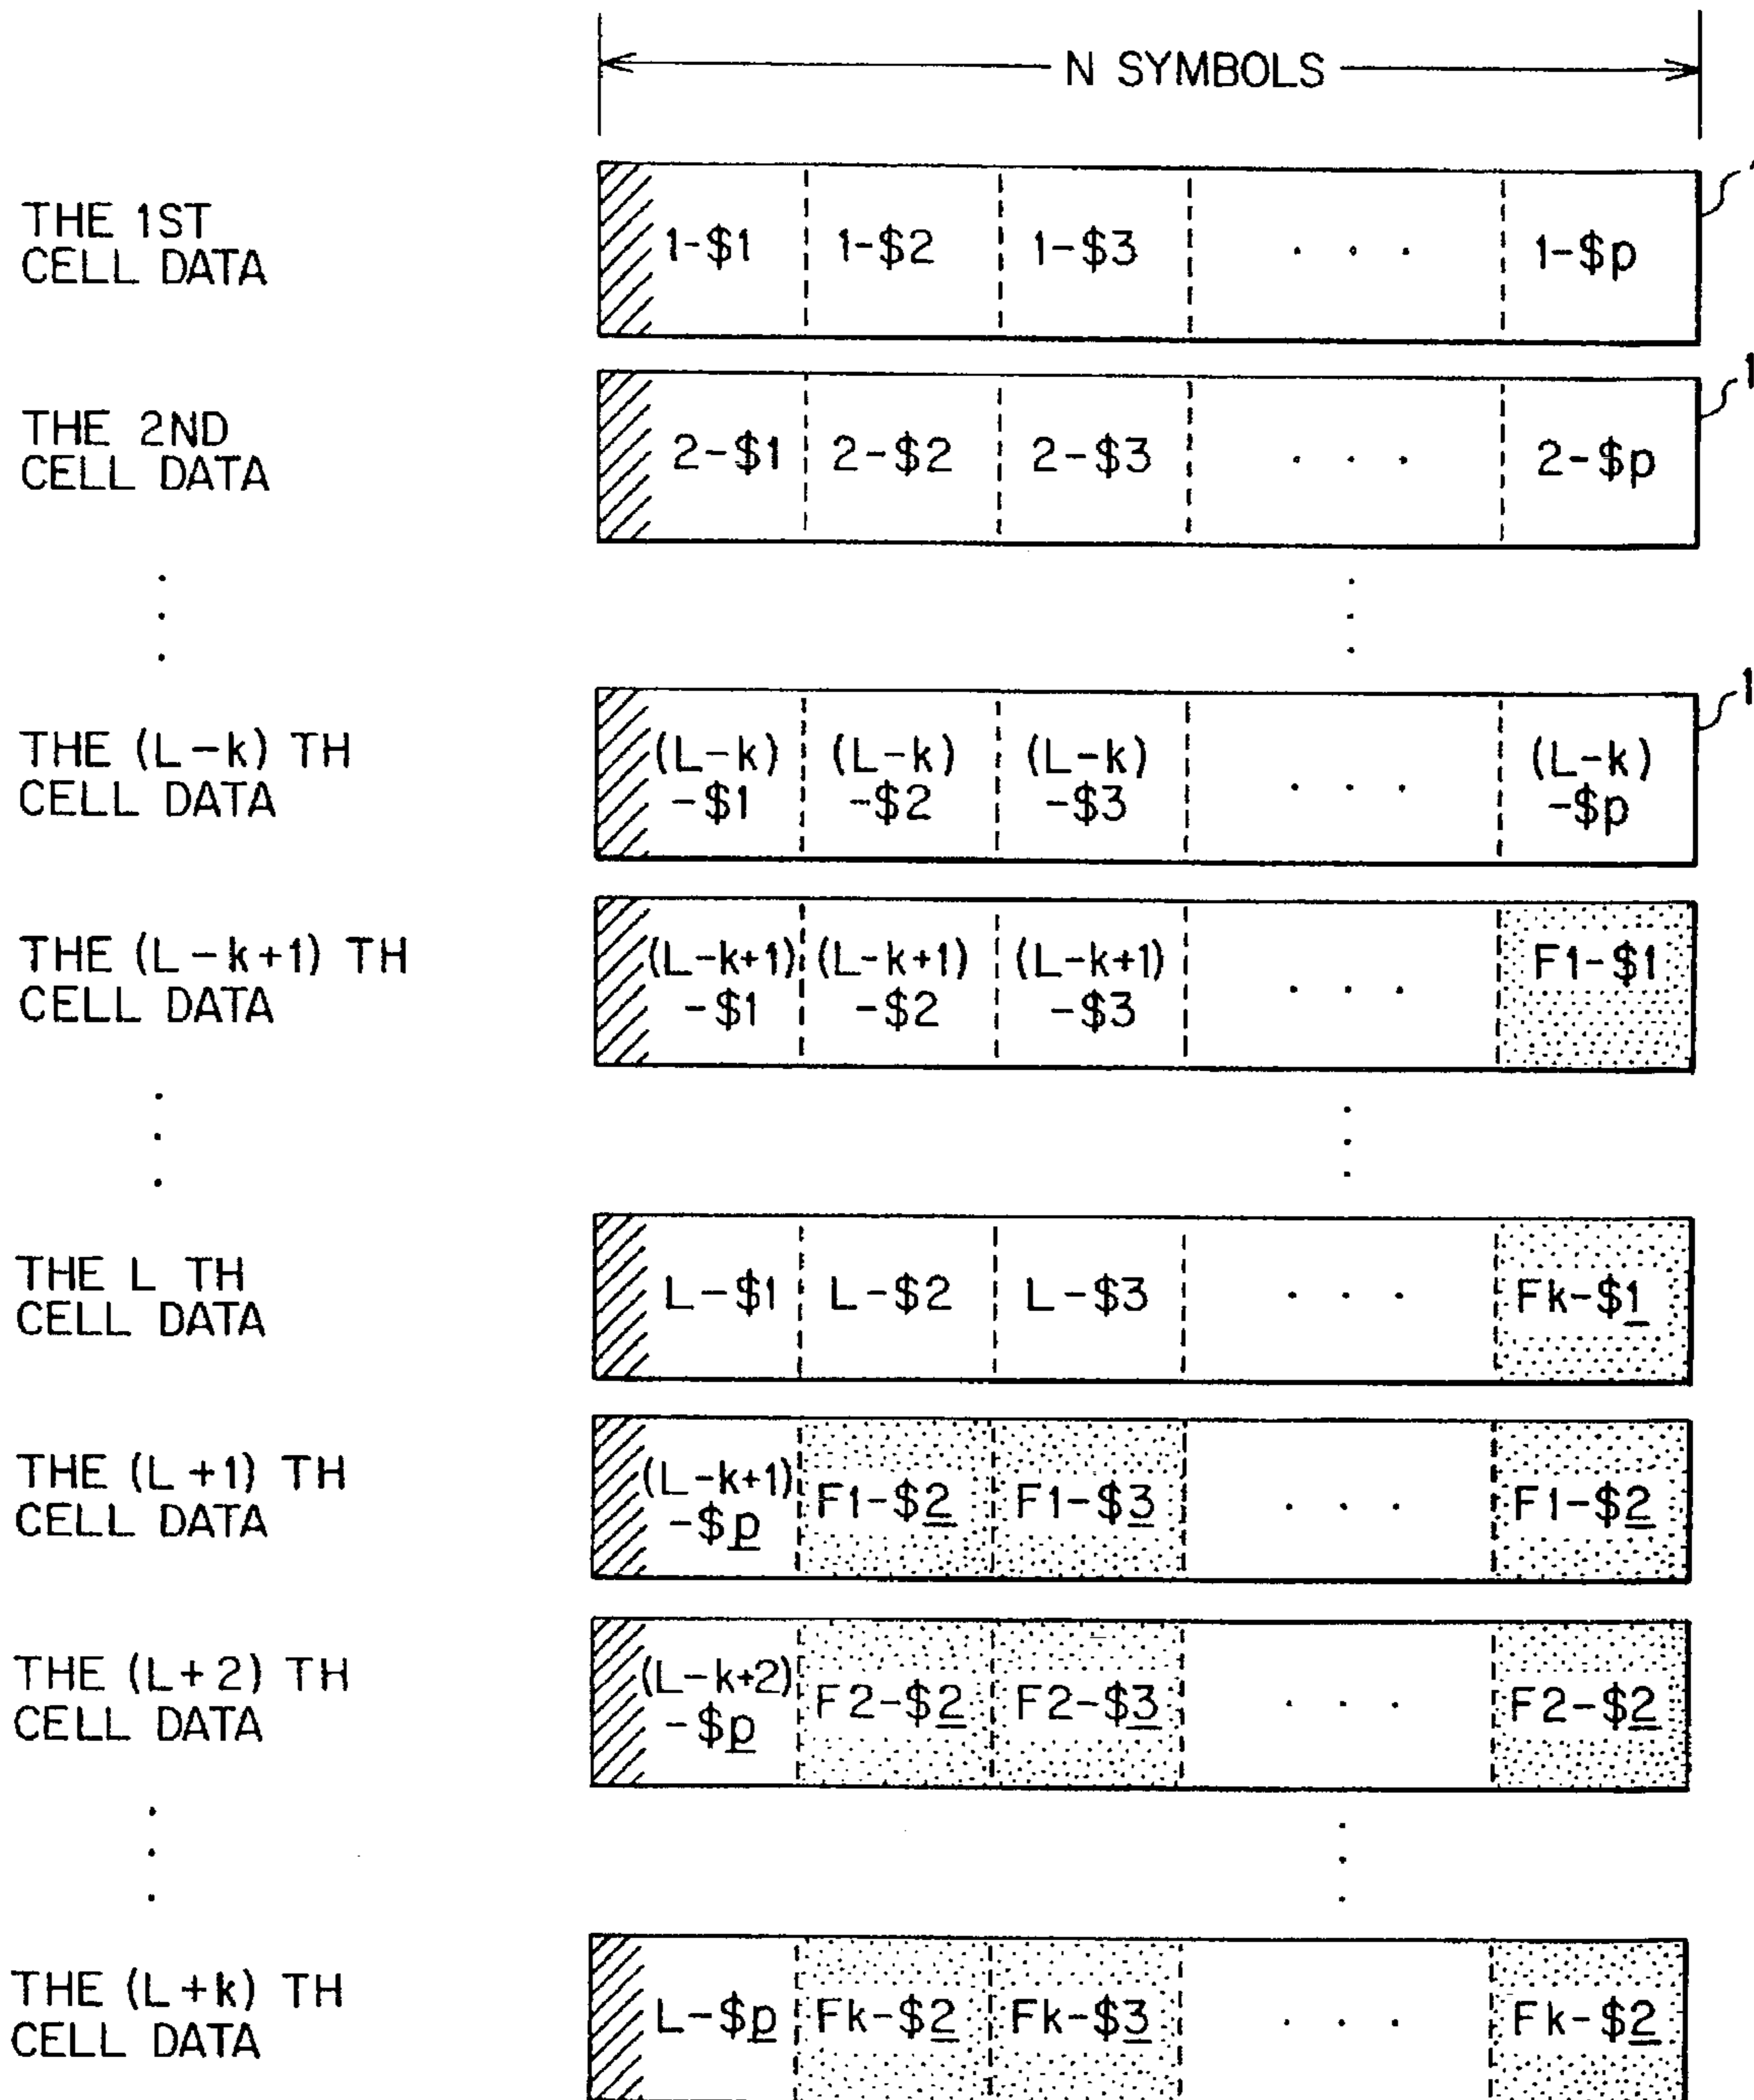 N SYMBOLS
THE 1ST
CELL DATA
1-$1 1-$2 1-$3 . . . 1-$p
THE 2ND
CELL DATA
2-$1 2-$2 2-$3 . . . 2-$p
1
THE (L-k) TH
CELL DATA
(L-k) (L-k) (L-k) (L-k)
-$1 -$2 -$3 . . . -$p
1
THE (L-k+1) TH
CELL DATA
(L-k+1) (L-k+1) (L-k+1) F1-$1
-$1 -$2 -$3 . . .
THE L TH
CELL DATA
L-$1 L-$2 L-$3 . . . Fk-$1
THE (L+1) TH
CELL DATA
(L-k+1)
-$p F1-$2 F1-$3 . . . F1-$2
THE (L+2) TH
CELL DATA
(L-k+2)
-$p F2-$2 F2-$3 . . . F2-$2
THE (L+k) TH
CELL DATA
L-$p Fk-$2 Fk-$3 . . . Fk-$2